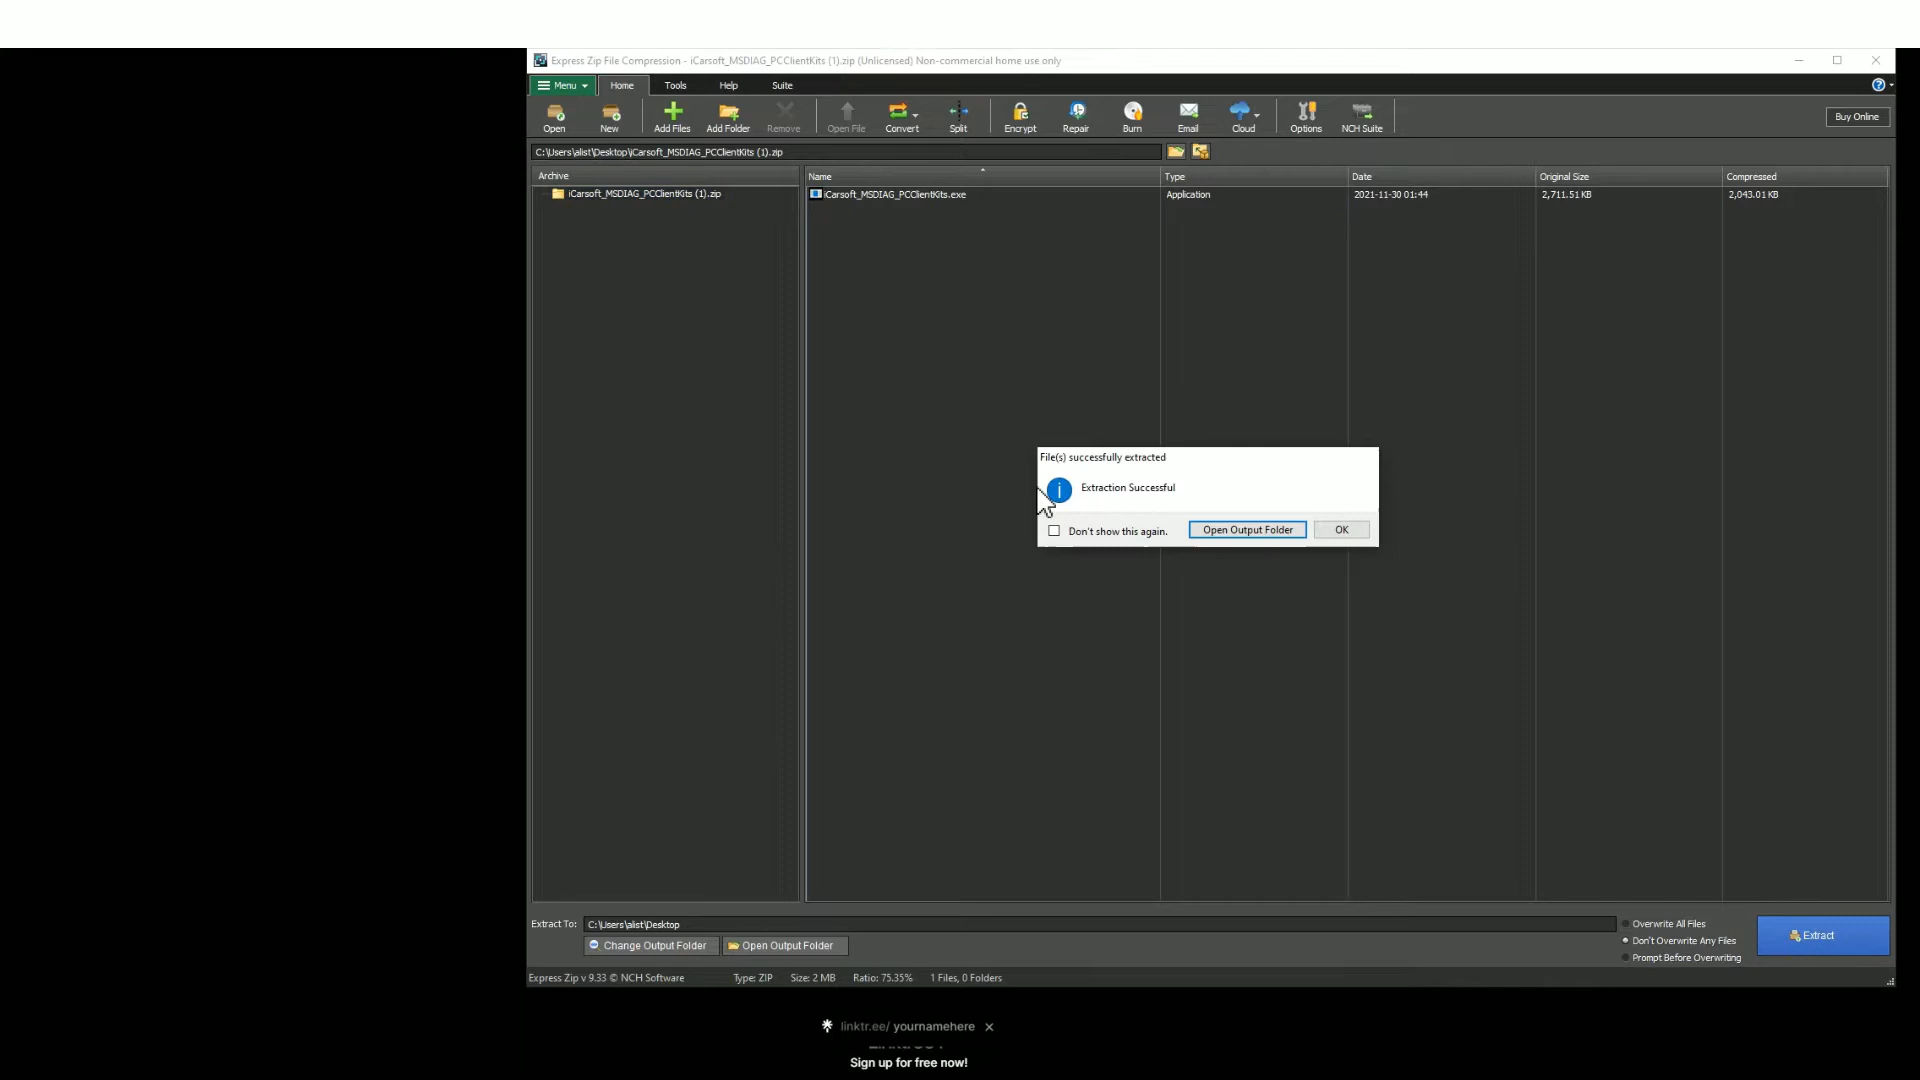 Express Zip File Compression - iCarsoft_MSDIAG_PCClientKits (1).zip (Unlicensed) Non-commercial home use only
Menu Home Tools Help Suite
Open New Add Files Add Folder Remove Open File Convert Split Encrypt Repair Burn Email Cloud Options NCH Suite Buy Online
C:\Users\alist\Desktop\iCarsoft_MSDIAG_PCClientKits (1).zip
Archive Name Type Date Original Size Compressed
iCarsoft_MSDIAG_PCClientKits (1).zip iCarsoft_MSDIAG_PCClientKits.exe Application 2021-11-30 01:44 2,711.51 KB 2,043.01 KB
File(s) successfully extracted
Extraction Successful
Don't show this again. Open Output Folder OK
Extract To: C:\Users\alist\Desktop Overwrite All Files
Change Output Folder Open Output Folder Don't Overwrite Any Files Extract
Prompt Before Overwriting
Express Zip v 9.33 © NCH Software Type: ZIP Size: 2 MB Ratio: 75.35% 1 Files, 0 Folders
linktr.ee/ yournamehere
Sign up for free now!